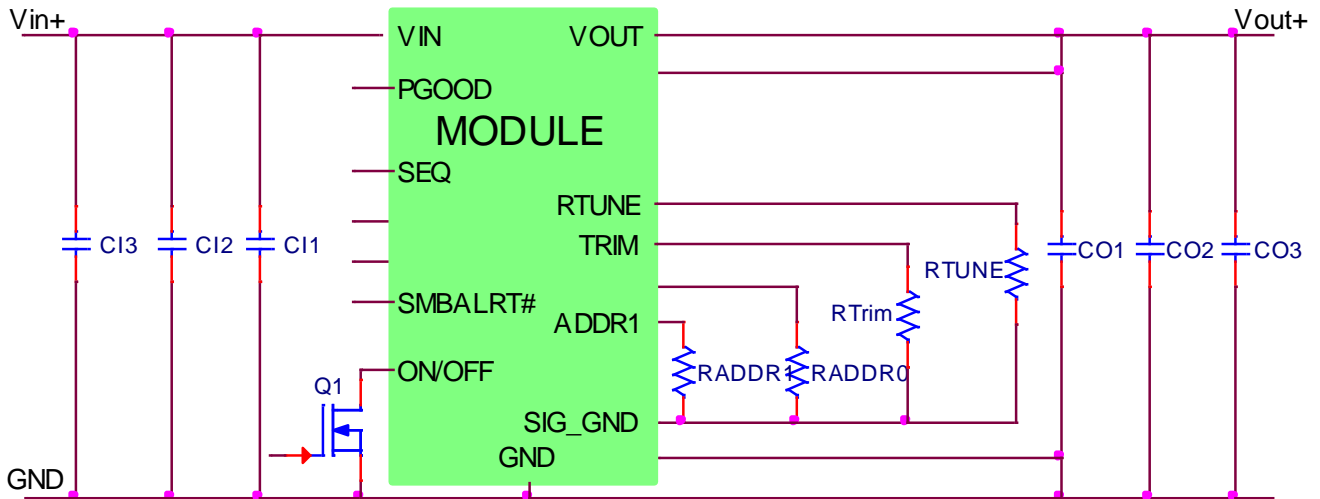 Vin+
Vout+
VIN
VOUT
PGOOD
MODULE
SEQ
RTUNE
TRIM
CI3
CI2
CI1
CO1
CO2
CO3
RTUNE
SMBALRT#
RTrim
ADDR1
ON/OFF
RADDR1
RADDR0
Q1
SIG_GND
GND
GND